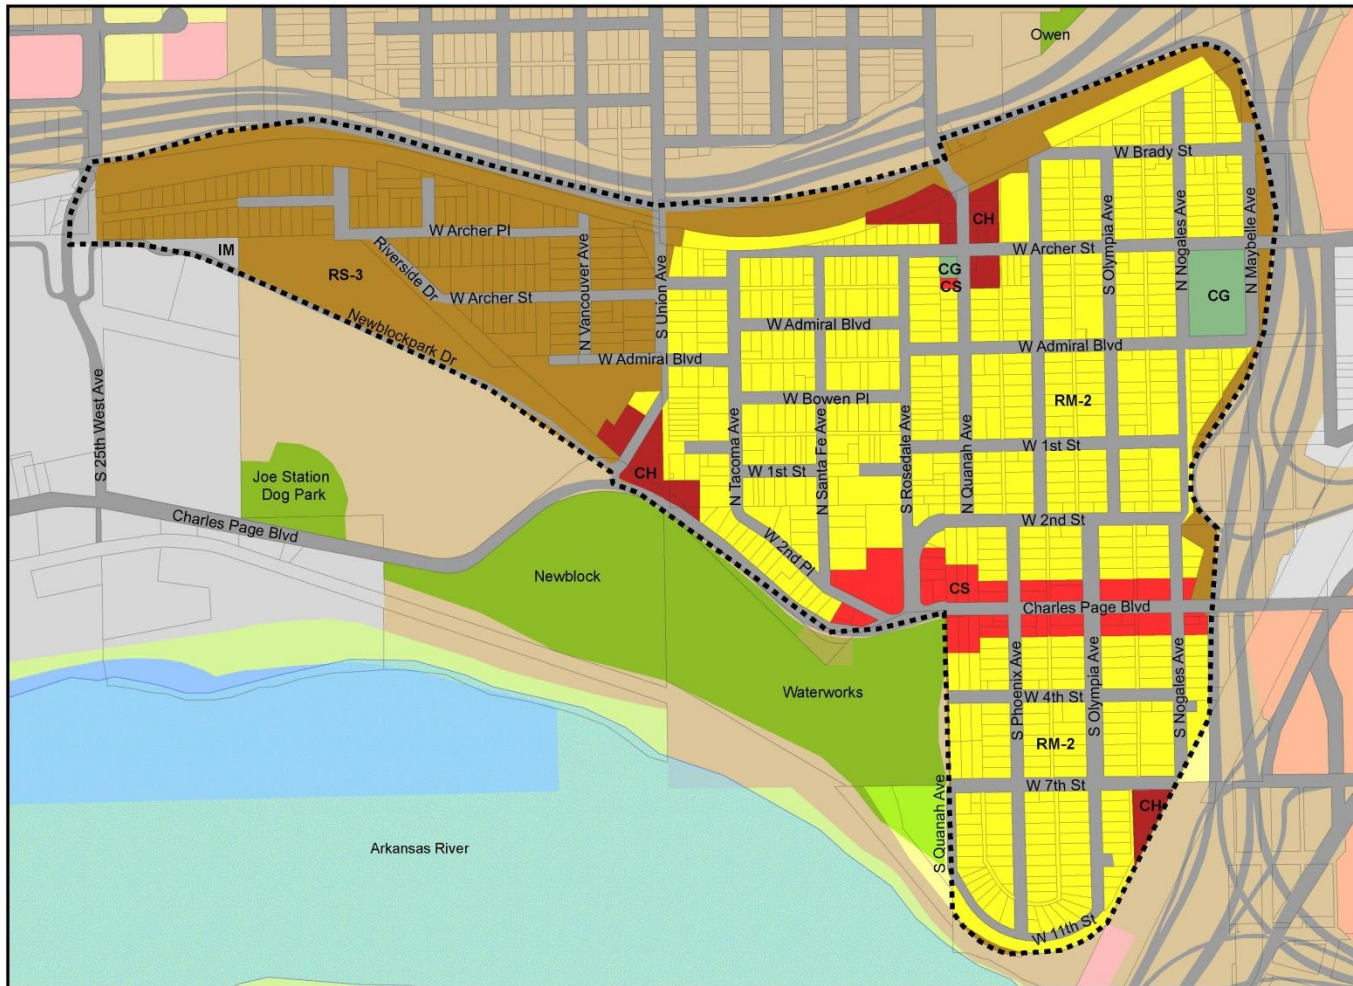 Owen
W Brady St
CH
W Archer Pl
W Archer St
IM
RS-3
Riverside Dr
N Vancouver Ave
S Union Ave
S Olympia Ave
N Nogales Ave
N Maybelle Ave
CG
CS
CG
W Archer St
Newblockpark Dr
W Admiral Blvd
W Admiral Blvd
W Admiral Blvd
S 25th West Ave
W Bowen Pl
RM-2
N Tacoma Ave
N Santa Fe Ave
S Rosedale Ave
N Quanah Ave
W 1st St
W 1st St
CH
Joe Station
Dog Park
Charles Page Blvd
W 2nd St
W 2nd Pl
Newblock
CS
Charles Page Blvd
Waterworks
S Phoenix Ave
S Olympia Ave
S Nogales Ave
W 4th St
RM-2
W 7th St
CH
S Quanah Ave
Arkansas River
W 11th St